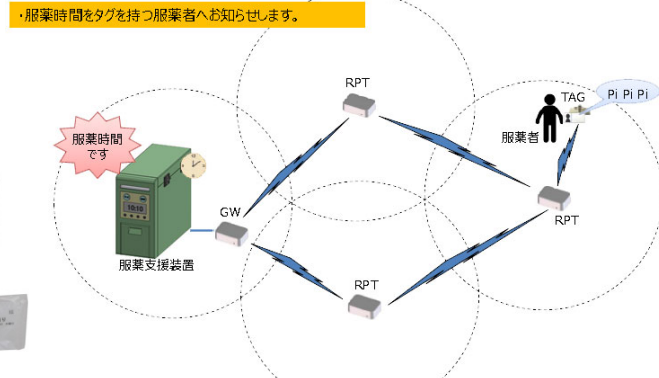 ・服薬時間をタグを持つ服薬者へお知らせします。
RPT
TAG
Pi Pi Pi
服薬者
服薬時間
です
10:10
GW
RPT
服薬支援装置
RPT